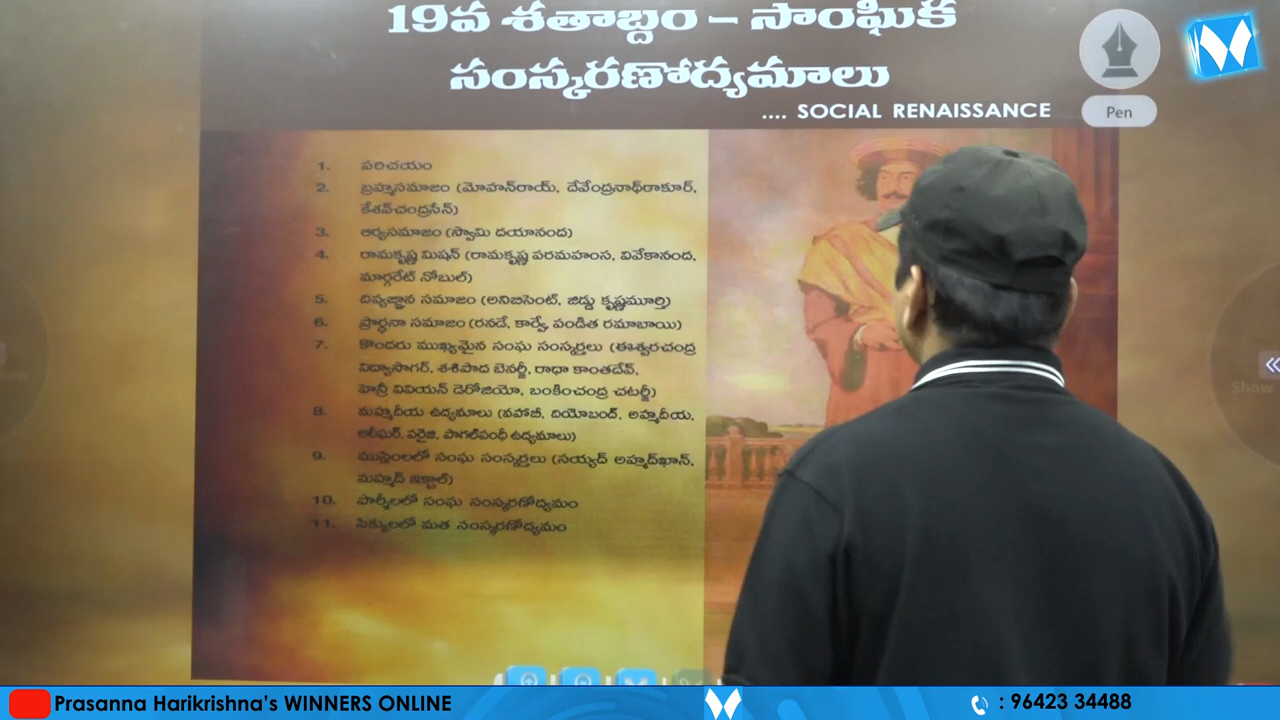 19వ శతాబ్దం – సాంఘిక
సంస్కరణోద్యమాలు
.... SOCIAL RENAISSANCE
Pen
1. పరిచయం
2. బ్రహ్మసమాజం (మోహన్‌రాయ్, దేవేంద్రనాథ్‌ఠాకూర్,
కేశవ్‌చంద్రసేన్)
3. ఆర్యసమాజం (స్వామి దయానంద)
4. రామకృష్ణ మిషన్ (రామకృష్ణ పరమహంస, వివేకానంద,
మార్గరేట్ నోబుల్)
5. దివ్యజ్ఞాన సమాజం (అనిబిసెంట్, జిడ్డు కృష్ణమూర్తి)
6. ప్రార్థనా సమాజం (రనడే, కార్వే, పండిత రమాబాయి)
7. కొందరు ముఖ్యమైన సంఘ సంస్కర్తలు (ఈశ్వరచంద్ర
విద్యాసాగర్, శశిపాద బెనర్జీ, రాధా కాంతదేవ్,
హెన్రీ వివియన్ డెరోజియో, బంకించంద్ర చటర్జీ)
8. మహ్మదీయ ఉద్యమాలు (వహాబీ, దియోబంద్, అహ్మదీయ,
అలీఘర్, ఫరైజి, పాగల్‌పంథీ ఉద్యమాలు)
9. ముస్లింలలో సంఘ సంస్కర్తలు (సయ్యద్ అహ్మద్‌ఖాన్,
మహ్మద్ ఇక్బాల్)
10. పార్శీలలో సంఘ సంస్కరణోద్యమం
11. సిక్కులలో మత సంస్కరణోద్యమం
Show
Prasanna Harikrishna's WINNERS ONLINE
: 96423 34488